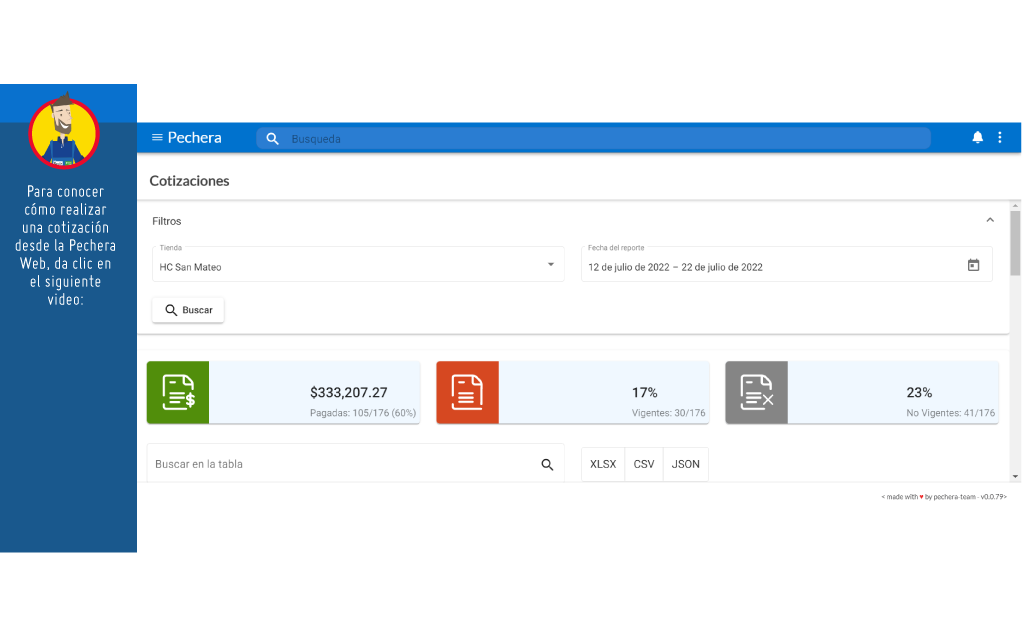 Para conocer
cómo realizar
una cotización
desde la Pechera
Web, da clic en
el siguiente
video:
Pechera
Busqueda
Cotizaciones
Filtros
Tienda
HC San Mateo
Fecha del reporte
12 de julio de 2022 – 22 de julio de 2022
Buscar
$333,207.27
Pagadas: 105/176 (60%)
17%
Vigentes: 30/176
23%
No Vigentes: 41/176
Buscar en la tabla
XLSX
CSV
JSON
< made with ♥ by pechera-team - v0.0.79>